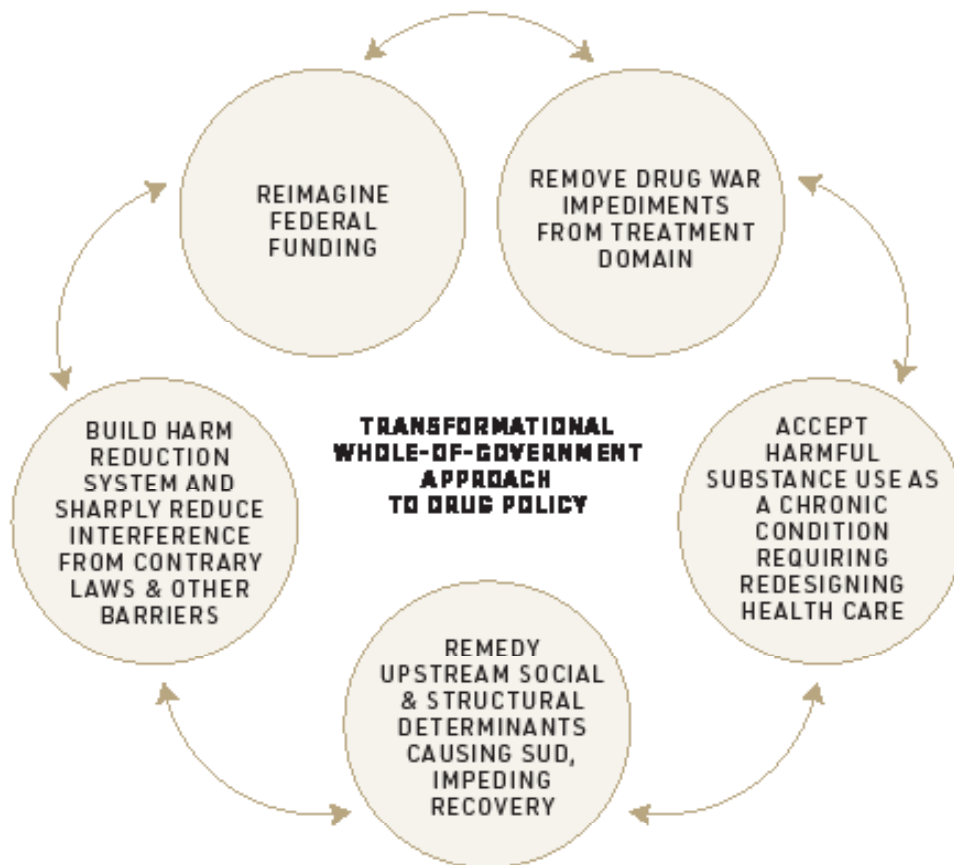 REIMAGINE
FEDERAL
FUNDING
REMOVE DRUG WAR
IMPEDIMENTS
FROM TREATMENT
DOMAIN
BUILD HARM
REDUCTION
SYSTEM AND
SHARPLY REDUCE
INTERFERENCE
FROM CONTRARY
LAWS & OTHER
BARRIERS
TRANSFORMATIONAL
WHOLE-OF-GOVERNMENT
APPROACH
TO DRUG POLICY
ACCEPT
HARMFUL
SUBSTANCE USE AS
A CHRONIC
CONDITION
REQUIRING
REDESIGNING
HEALTH CARE
REMEDY
UPSTREAM SOCIAL
& STRUCTURAL
DETERMINANTS
CAUSING SUD,
IMPEDING
RECOVERY